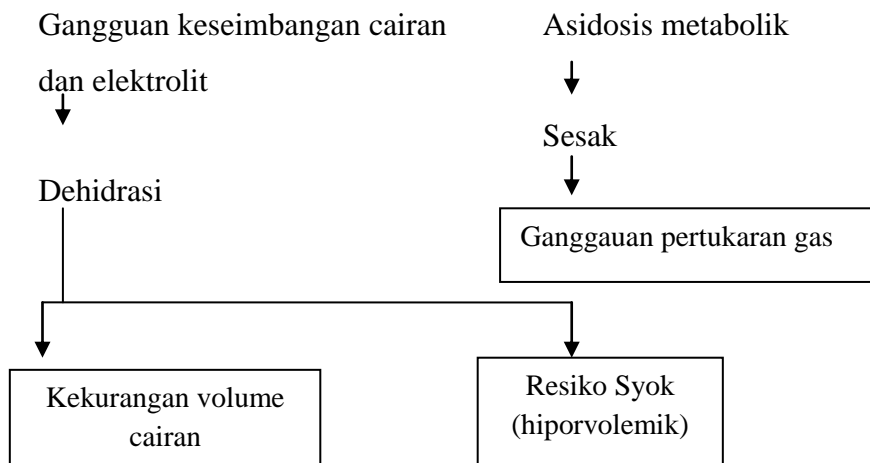 Gangguan keseimbangan cairan
dan elektrolit
Dehidrasi
Asidosis metabolik
Sesak
Ganggauan pertukaran gas
Kekurangan volume
cairan
Resiko Syok
(hiporvolemik)